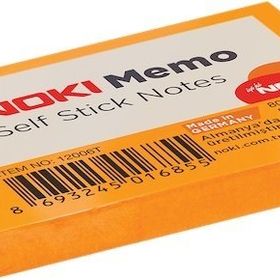 NOKI Memo
Self Stick Notes
ITEM NO: 12006T
8 693245 016855
Made in
GERMANY
Almanya'da
üretilmiştir
noki.com.t